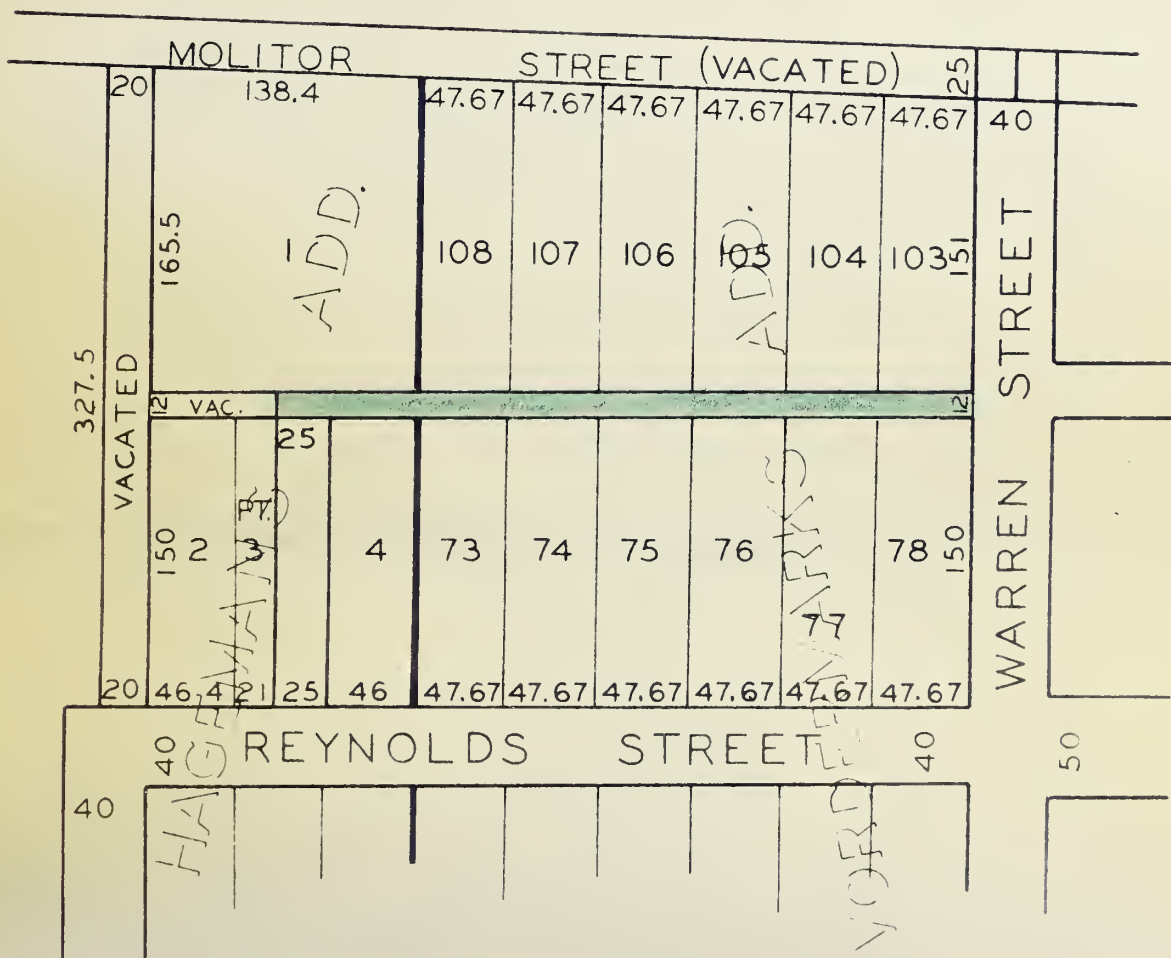 MOLITOR STREET (VACATED) 25
20 138.4 47.67 47.67 47.67 47.67 47.67 47.67 40
165.5 1 108 107 106 105 104 103 151
ADD. ADD.
327.5
VACATED
12 VAC. 12
25
PT.
150 2 3 4 73 74 75 76 77 78 150
WARREN STREET
20 46.4 21 25 46 47.67 47.67 47.67 47.67 47.67 47.67
40 REYNOLDS STREET 40 50
40